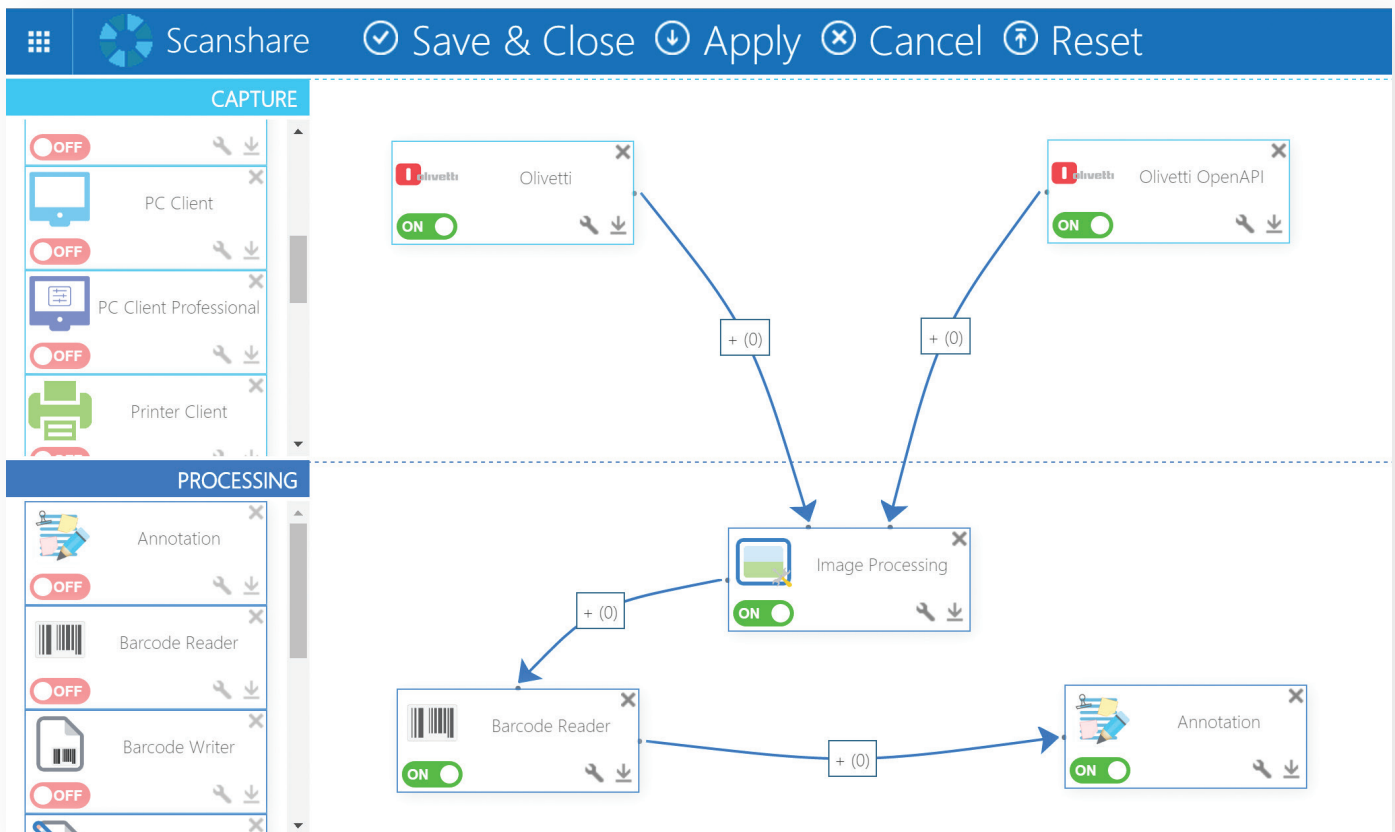 Scanshare Save & Close Apply Cancel Reset
CAPTURE
OFF
PC Client
OFF
PC Client Professional
OFF
Printer Client
PROCESSING
Annotation
OFF
Barcode Reader
OFF
Barcode Writer
OFF
olivetti Olivetti
ON
olivetti Olivetti OpenAPI
ON
+ (0)
+ (0)
Image Processing
ON
+ (0)
Barcode Reader
ON
+ (0)
Annotation
ON